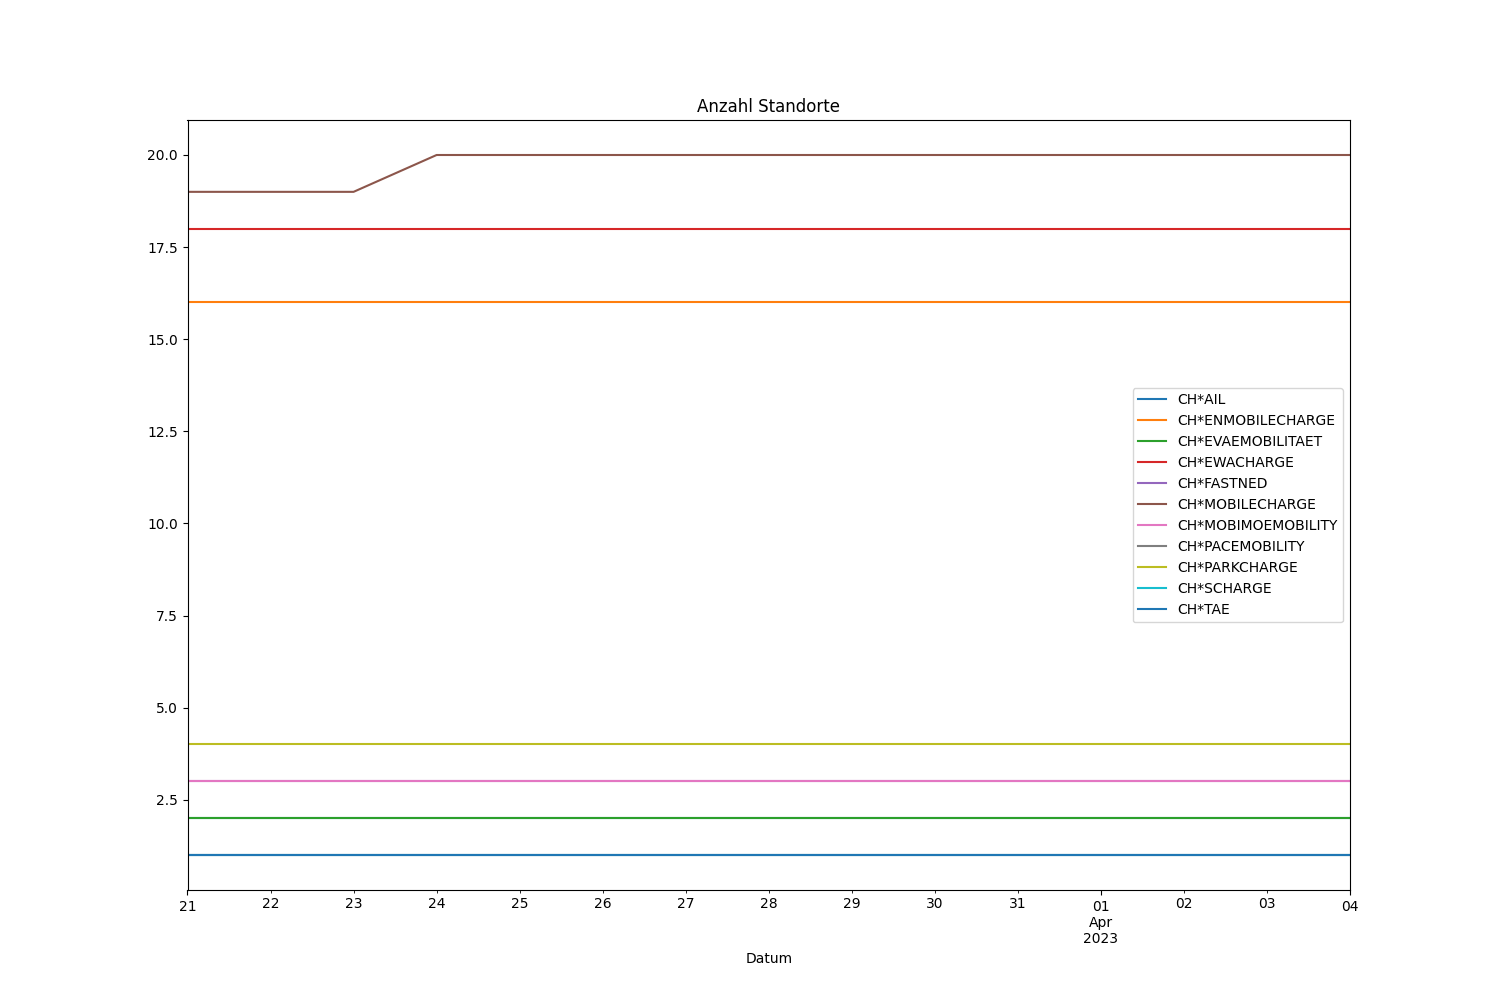 Anzahl Standorte
20.0
17.5
15.0
12.5
10.0
7.5
5.0
2.5
CH*AIL
CH*ENMOBILECHARGE
CH*EVAEMOBILITAET
CH*EWACHARGE
CH*FASTNED
CH*MOBILECHARGE
CH*MOBIMOEMOBILITY
CH*PACEMOBILITY
CH*PARKCHARGE
CH*SCHARGE
CH*TAE
21 22 23 24 25 26 27 28 29 30 31 01 02 03 04
Apr
2023
Datum